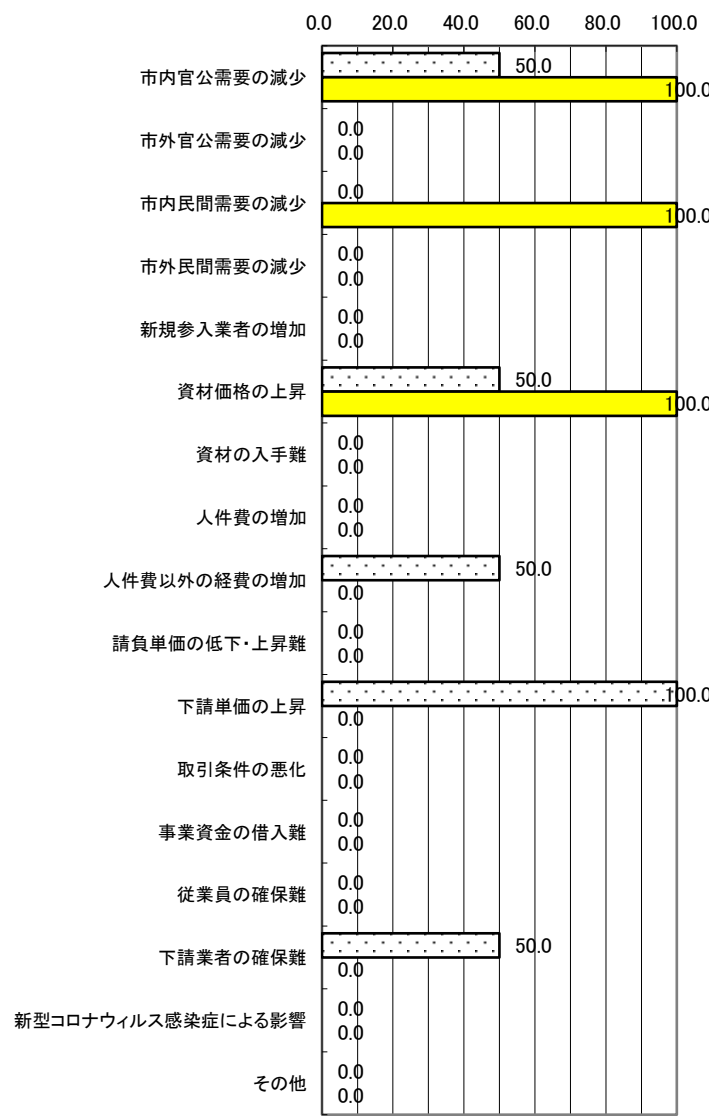 0.0 20.0 40.0 60.0 80.0 100.0
市内官公需要の減少
50.0
100.0
市外官公需要の減少
0.0
0.0
市内民間需要の減少
0.0
100.0
市外民間需要の減少
0.0
0.0
新規参入業者の増加
0.0
0.0
資材価格の上昇
50.0
100.0
資材の入手難
0.0
0.0
人件費の増加
0.0
0.0
人件費以外の経費の増加
50.0
0.0
請負単価の低下・上昇難
0.0
0.0
下請単価の上昇
100.0
0.0
取引条件の悪化
0.0
0.0
事業資金の借入難
0.0
0.0
従業員の確保難
0.0
0.0
下請業者の確保難
50.0
0.0
新型コロナウィルス感染症による影響
0.0
0.0
その他
0.0
0.0